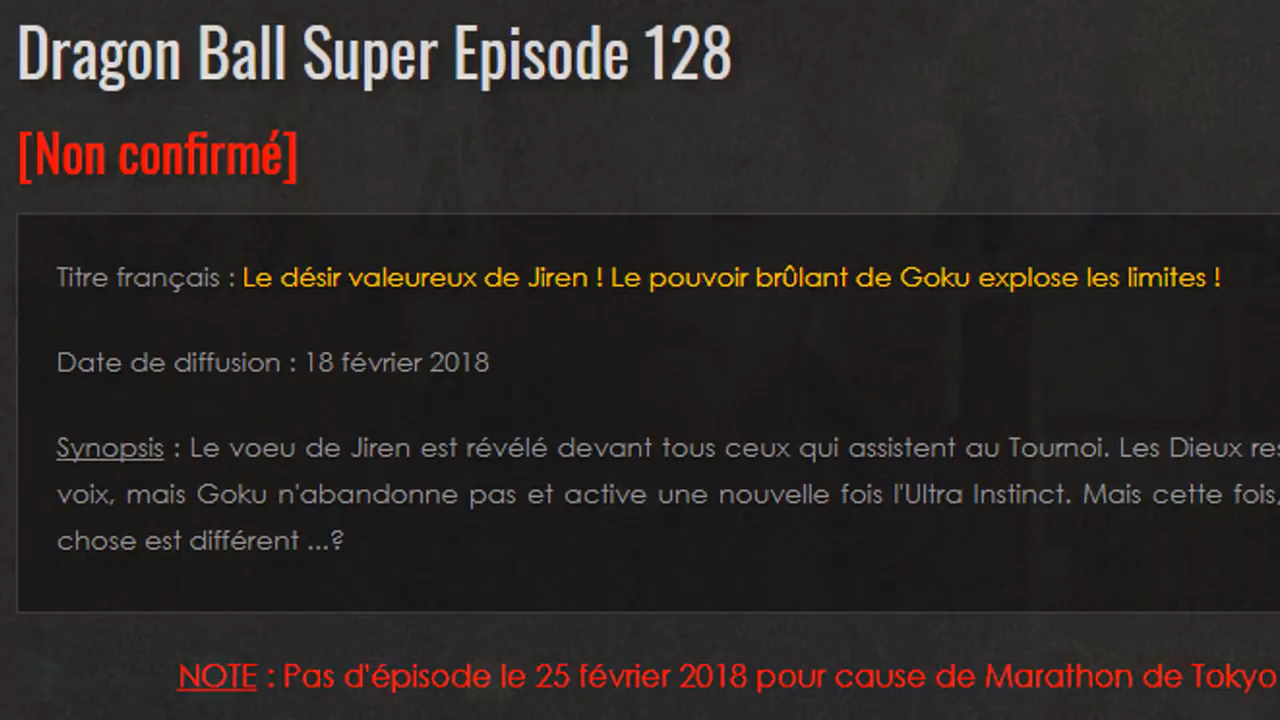 Dragon Ball Super Episode 128
[Non confirmé]
Titre français : Le désir valeureux de Jiren ! Le pouvoir brûlant de Goku explose les limites !
Date de diffusion : 18 février 2018
Synopsis : Le voeu de Jiren est révélé devant tous ceux qui assistent au Tournoi. Les Dieux
voix, mais Goku n'abandonne pas et active une nouvelle fois l'Ultra Instinct. Mais cette fois,
chose est différent ...?
NOTE : Pas d'épisode le 25 février 2018 pour cause de Marathon de Tokyo